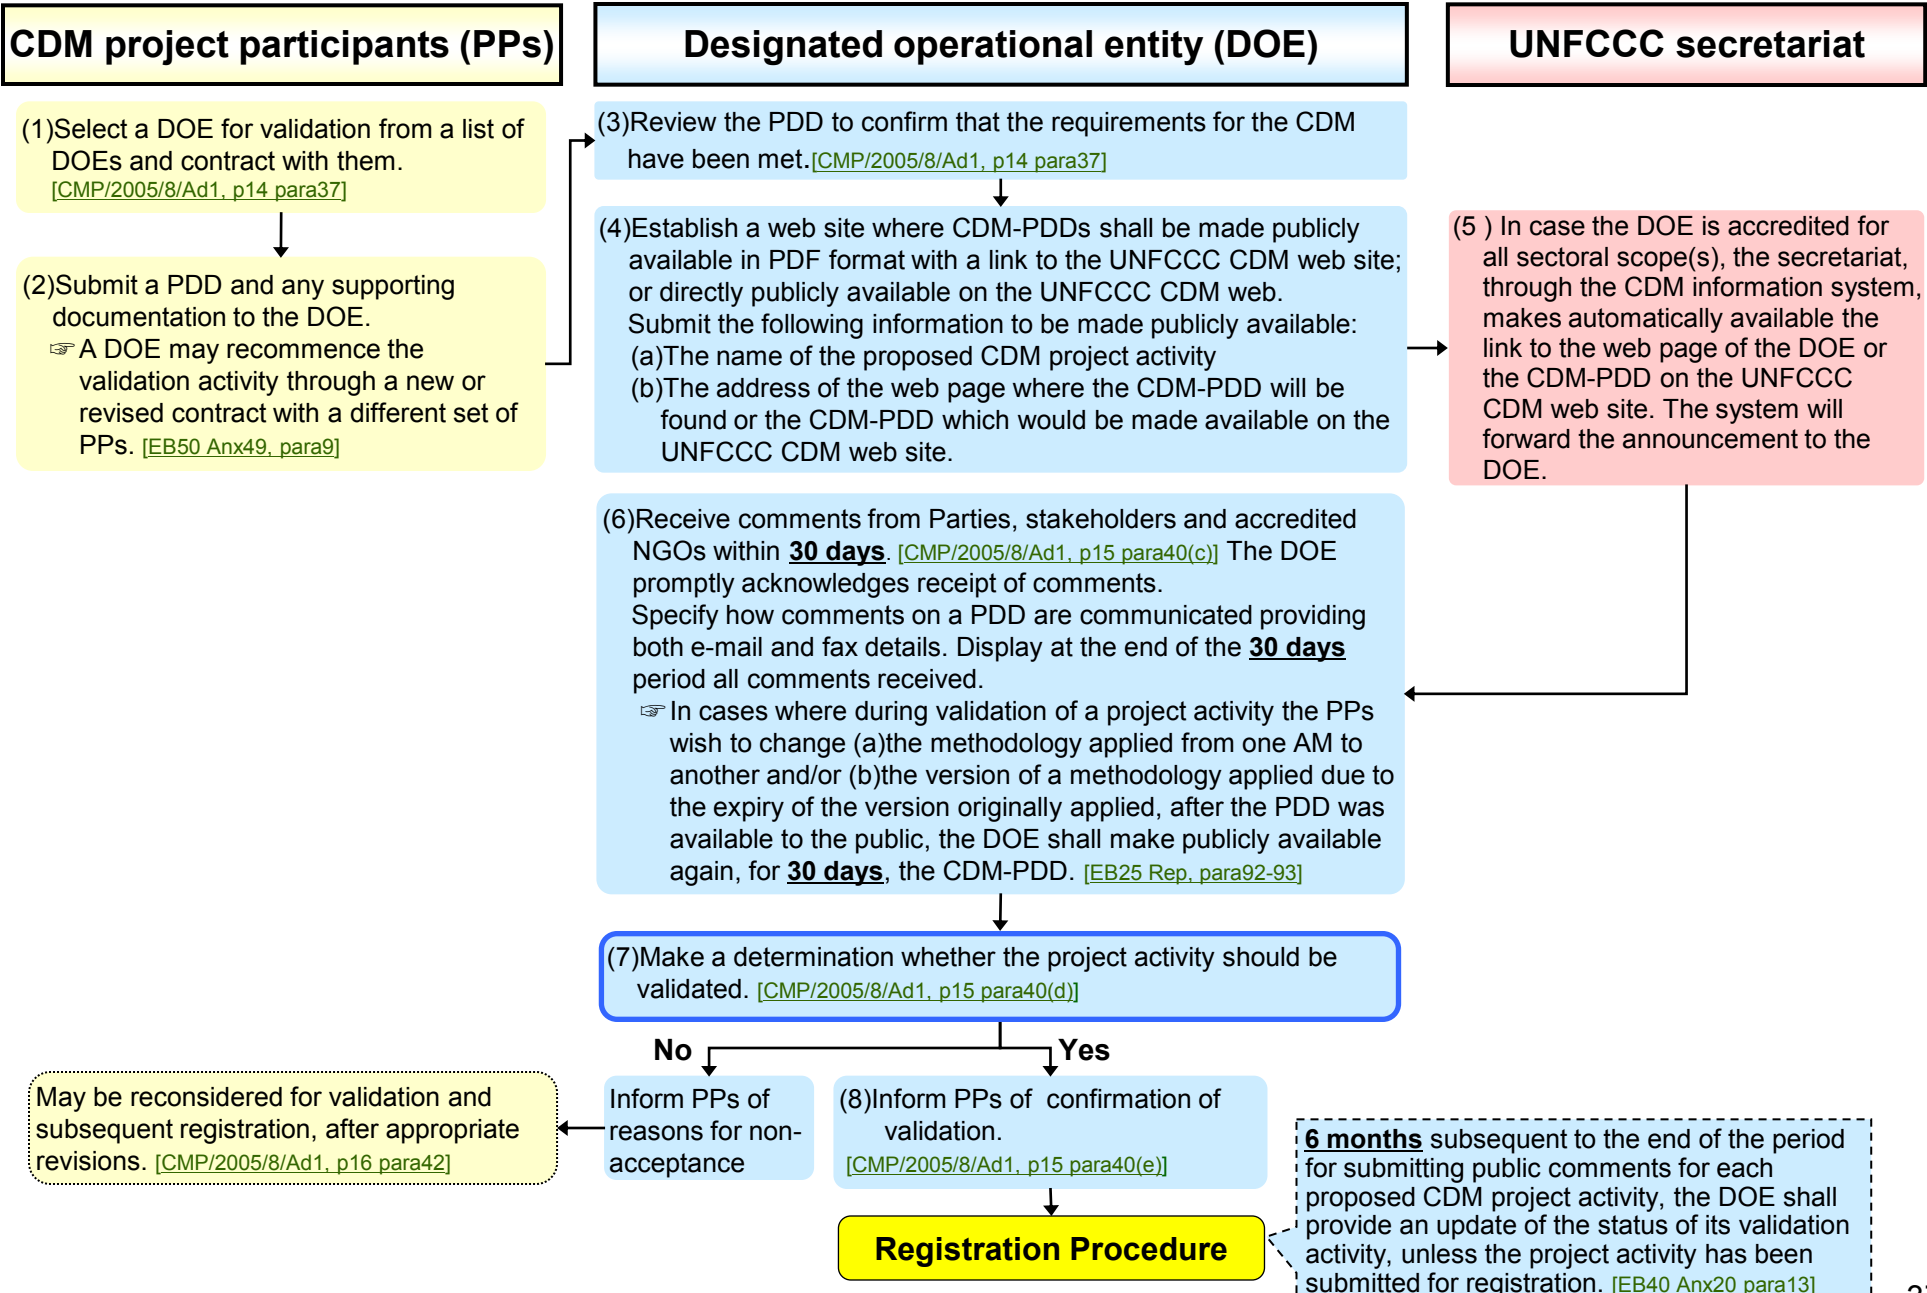 CDM project participants (PPs)
Designated operational entity (DOE)
UNFCCC secretariat
(1)Select a DOE for validation from a list of
DOEs and contract with them.
[CMP/2005/8/Ad1, p14 para37]
(2)Submit a PDD and any supporting
documentation to the DOE.
☞A DOE may recommence the
validation activity through a new or
revised contract with a different set of
PPs. [EB50 Anx49, para9]
(3)Review the PDD to confirm that the requirements for the CDM
have been met.[CMP/2005/8/Ad1, p14 para37]
(4)Establish a web site where CDM-PDDs shall be made publicly
available in PDF format with a link to the UNFCCC CDM web site;
or directly publicly available on the UNFCCC CDM web.
Submit the following information to be made publicly available:
(a)The name of the proposed CDM project activity
(b)The address of the web page where the CDM-PDD will be
found or the CDM-PDD which would be made available on the
UNFCCC CDM web site.
(5 ) In case the DOE is accredited for
all sectoral scope(s), the secretariat,
through the CDM information system,
makes automatically available the
link to the web page of the DOE or
the CDM-PDD on the UNFCCC
CDM web site. The system will
forward the announcement to the
DOE.
(6)Receive comments from Parties, stakeholders and accredited
NGOs within 30 days. [CMP/2005/8/Ad1, p15 para40(c)] The DOE
promptly acknowledges receipt of comments.
Specify how comments on a PDD are communicated providing
both e-mail and fax details. Display at the end of the 30 days
period all comments received.
☞In cases where during validation of a project activity the PPs
wish to change (a)the methodology applied from one AM to
another and/or (b)the version of a methodology applied due to
the expiry of the version originally applied, after the PDD was
available to the public, the DOE shall make publicly available
again, for 30 days, the CDM-PDD. [EB25 Rep, para92-93]
(7)Make a determination whether the project activity should be
validated. [CMP/2005/8/Ad1, p15 para40(d)]
No
Yes
May be reconsidered for validation and
subsequent registration, after appropriate
revisions. [CMP/2005/8/Ad1, p16 para42]
Inform PPs of
reasons for non-
acceptance
(8)Inform PPs of confirmation of
validation.
[CMP/2005/8/Ad1, p15 para40(e)]
Registration Procedure
6 months subsequent to the end of the period
for submitting public comments for each
proposed CDM project activity, the DOE shall
provide an update of the status of its validation
activity, unless the project activity has been
submitted for registration. [EB40 Anx20 para13]